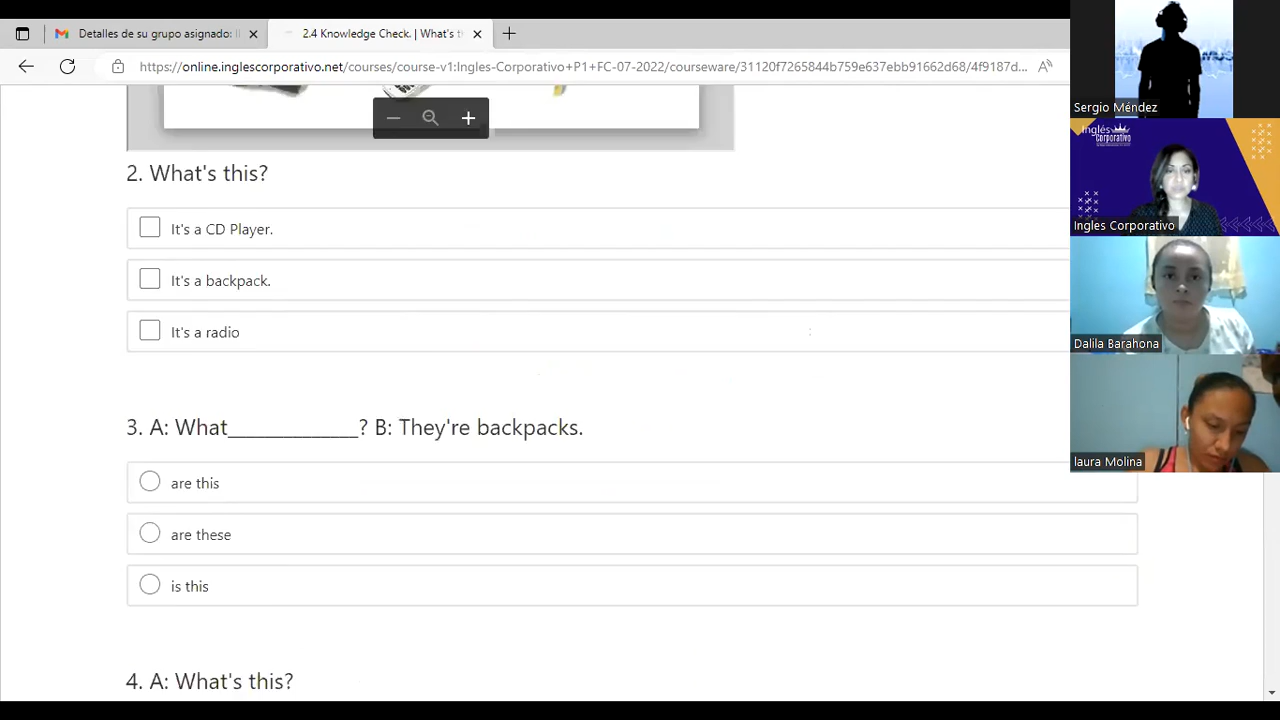 Detalles de su grupo asignado: I
2.4 Knowledge Check. | What's t
https://online.inglescorporativo.net/courses/course-v1:Ingles-Corporativo+P1+FC-07-2022/courseware/31120f7265844b759e637ebb91662d68/4f9187d...
2. What's this?
It's a CD Player.
It's a backpack.
It's a radio
3. A: What______________? B: They're backpacks.
are this
are these
is this
4. A: What's this?
Sergio Méndez
Inglés
Corporativo
Ingles Corporativo
Dalila Barahona
laura Molina